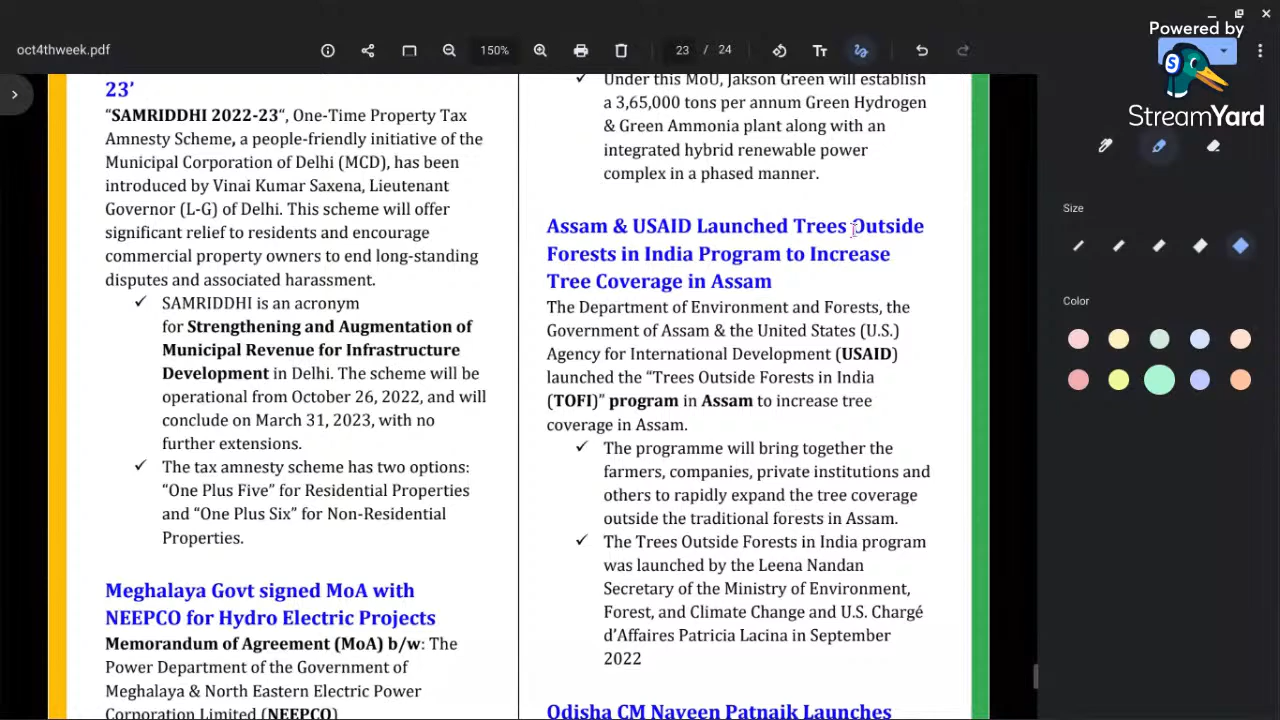 oct4thweek.pdf
150%
23 / 24
Powered by
StreamYard
23’
“SAMRIDDHI 2022-23“, One-Time Property Tax
Amnesty Scheme, a people-friendly initiative of the
Municipal Corporation of Delhi (MCD), has been
introduced by Vinai Kumar Saxena, Lieutenant
Governor (L-G) of Delhi. This scheme will offer
significant relief to residents and encourage
commercial property owners to end long-standing
disputes and associated harassment.
✓ SAMRIDDHI is an acronym
for Strengthening and Augmentation of
Municipal Revenue for Infrastructure
Development in Delhi. The scheme will be
operational from October 26, 2022, and will
conclude on March 31, 2023, with no
further extensions.
✓ The tax amnesty scheme has two options:
“One Plus Five” for Residential Properties
and “One Plus Six” for Non-Residential
Properties.
Meghalaya Govt signed MoA with
NEEPCO for Hydro Electric Projects
Memorandum of Agreement (MoA) b/w: The
Power Department of the Government of
Meghalaya & North Eastern Electric Power
Corporation Limited (NEEPCO)
✓ Under this MoU, Jakson Green will establish
a 3,65,000 tons per annum Green Hydrogen
& Green Ammonia plant along with an
integrated hybrid renewable power
complex in a phased manner.
Assam & USAID Launched Trees Outside
Forests in India Program to Increase
Tree Coverage in Assam
The Department of Environment and Forests, the
Government of Assam & the United States (U.S.)
Agency for International Development (USAID)
launched the “Trees Outside Forests in India
(TOFI)” program in Assam to increase tree
coverage in Assam.
✓ The programme will bring together the
farmers, companies, private institutions and
others to rapidly expand the tree coverage
outside the traditional forests in Assam.
✓ The Trees Outside Forests in India program
was launched by the Leena Nandan
Secretary of the Ministry of Environment,
Forest, and Climate Change and U.S. Chargé
d’Affaires Patricia Lacina in September
2022
Odisha CM Naveen Patnaik Launches
Size
Color